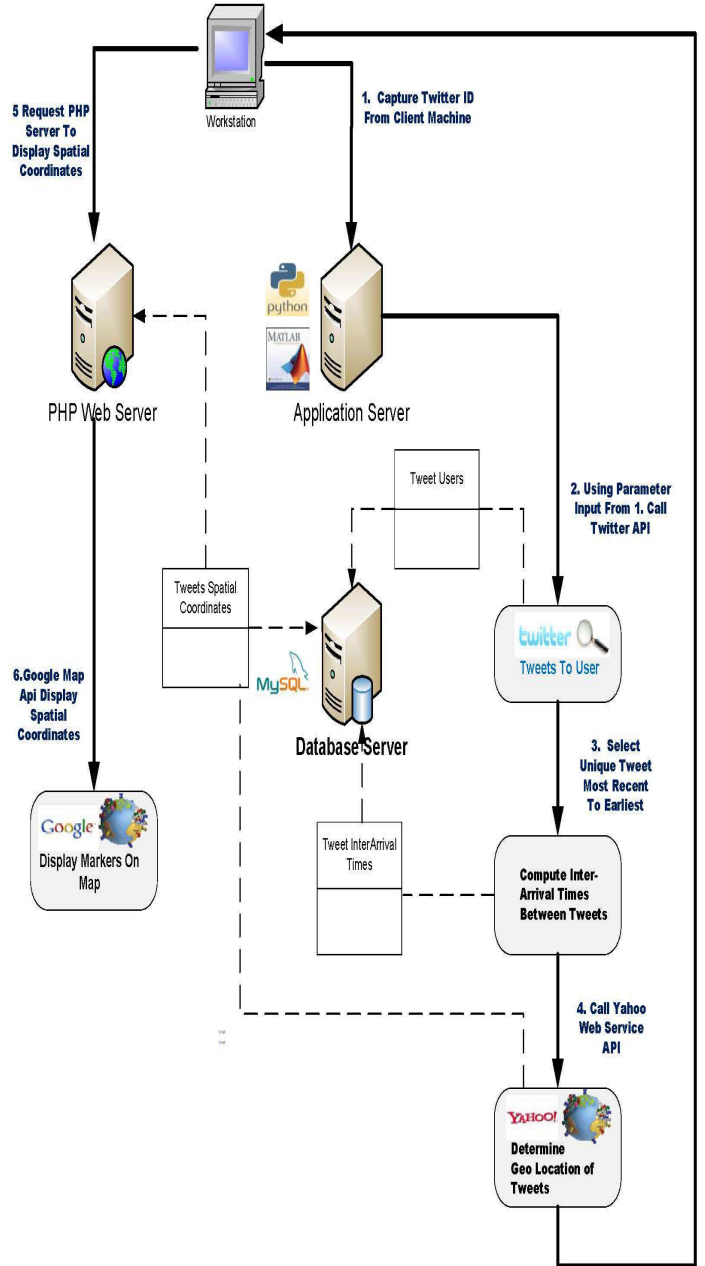 Workstation
1. Capture Twitter ID
From Client Machine
5 Request PHP
Server To
Display Spatial
Coordinates
python
MATLAB
PHP Web Server
Application Server
Tweet Users
2. Using Parameter
Input From 1. Call
Twitter API
Tweets Spatial
Coordinates
twitter
Tweets To User
MySQL
Database Server
6.Google Map
Api Display
Spatial
Coordinates
3. Select
Unique Tweet
Most Recent
To Earliest
Google
Display Markers On
Map
Tweet InterArrival
Times
Compute Inter-
Arrival Times
Between Tweets
4. Call Yahoo
Web Service
API
YAHOO!
Determine
Geo Location of
Tweets